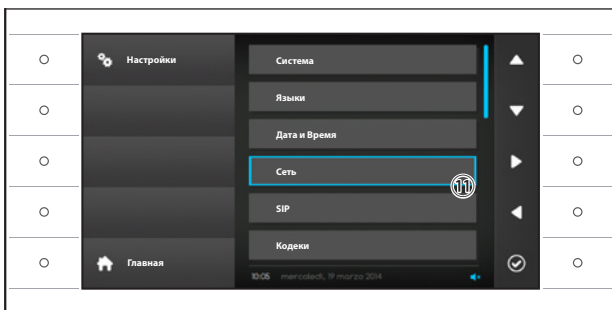 Настройки
Система
Языки
Дата и Время
Сеть
⑪
SIP
Кодеки
Главная
10:05 mercoledì, 19 marzo 2014